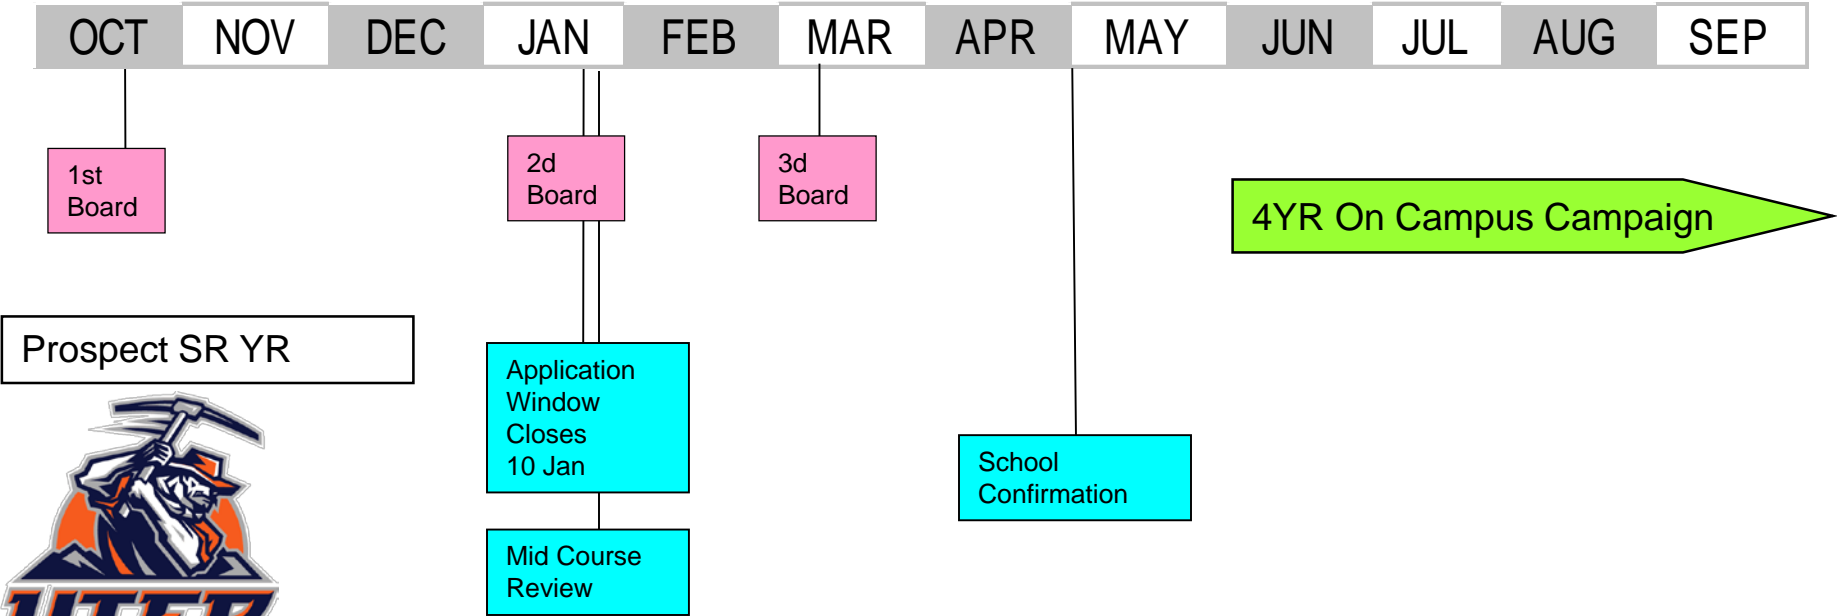 OCT NOV DEC JAN FEB MAR APR MAY JUN JUL AUG SEP
1st
Board
2d
Board
3d
Board
4YR On Campus Campaign
Prospect SR YR
Application
Window
Closes
10 Jan
School
Confirmation
Mid Course
Review
UTEP